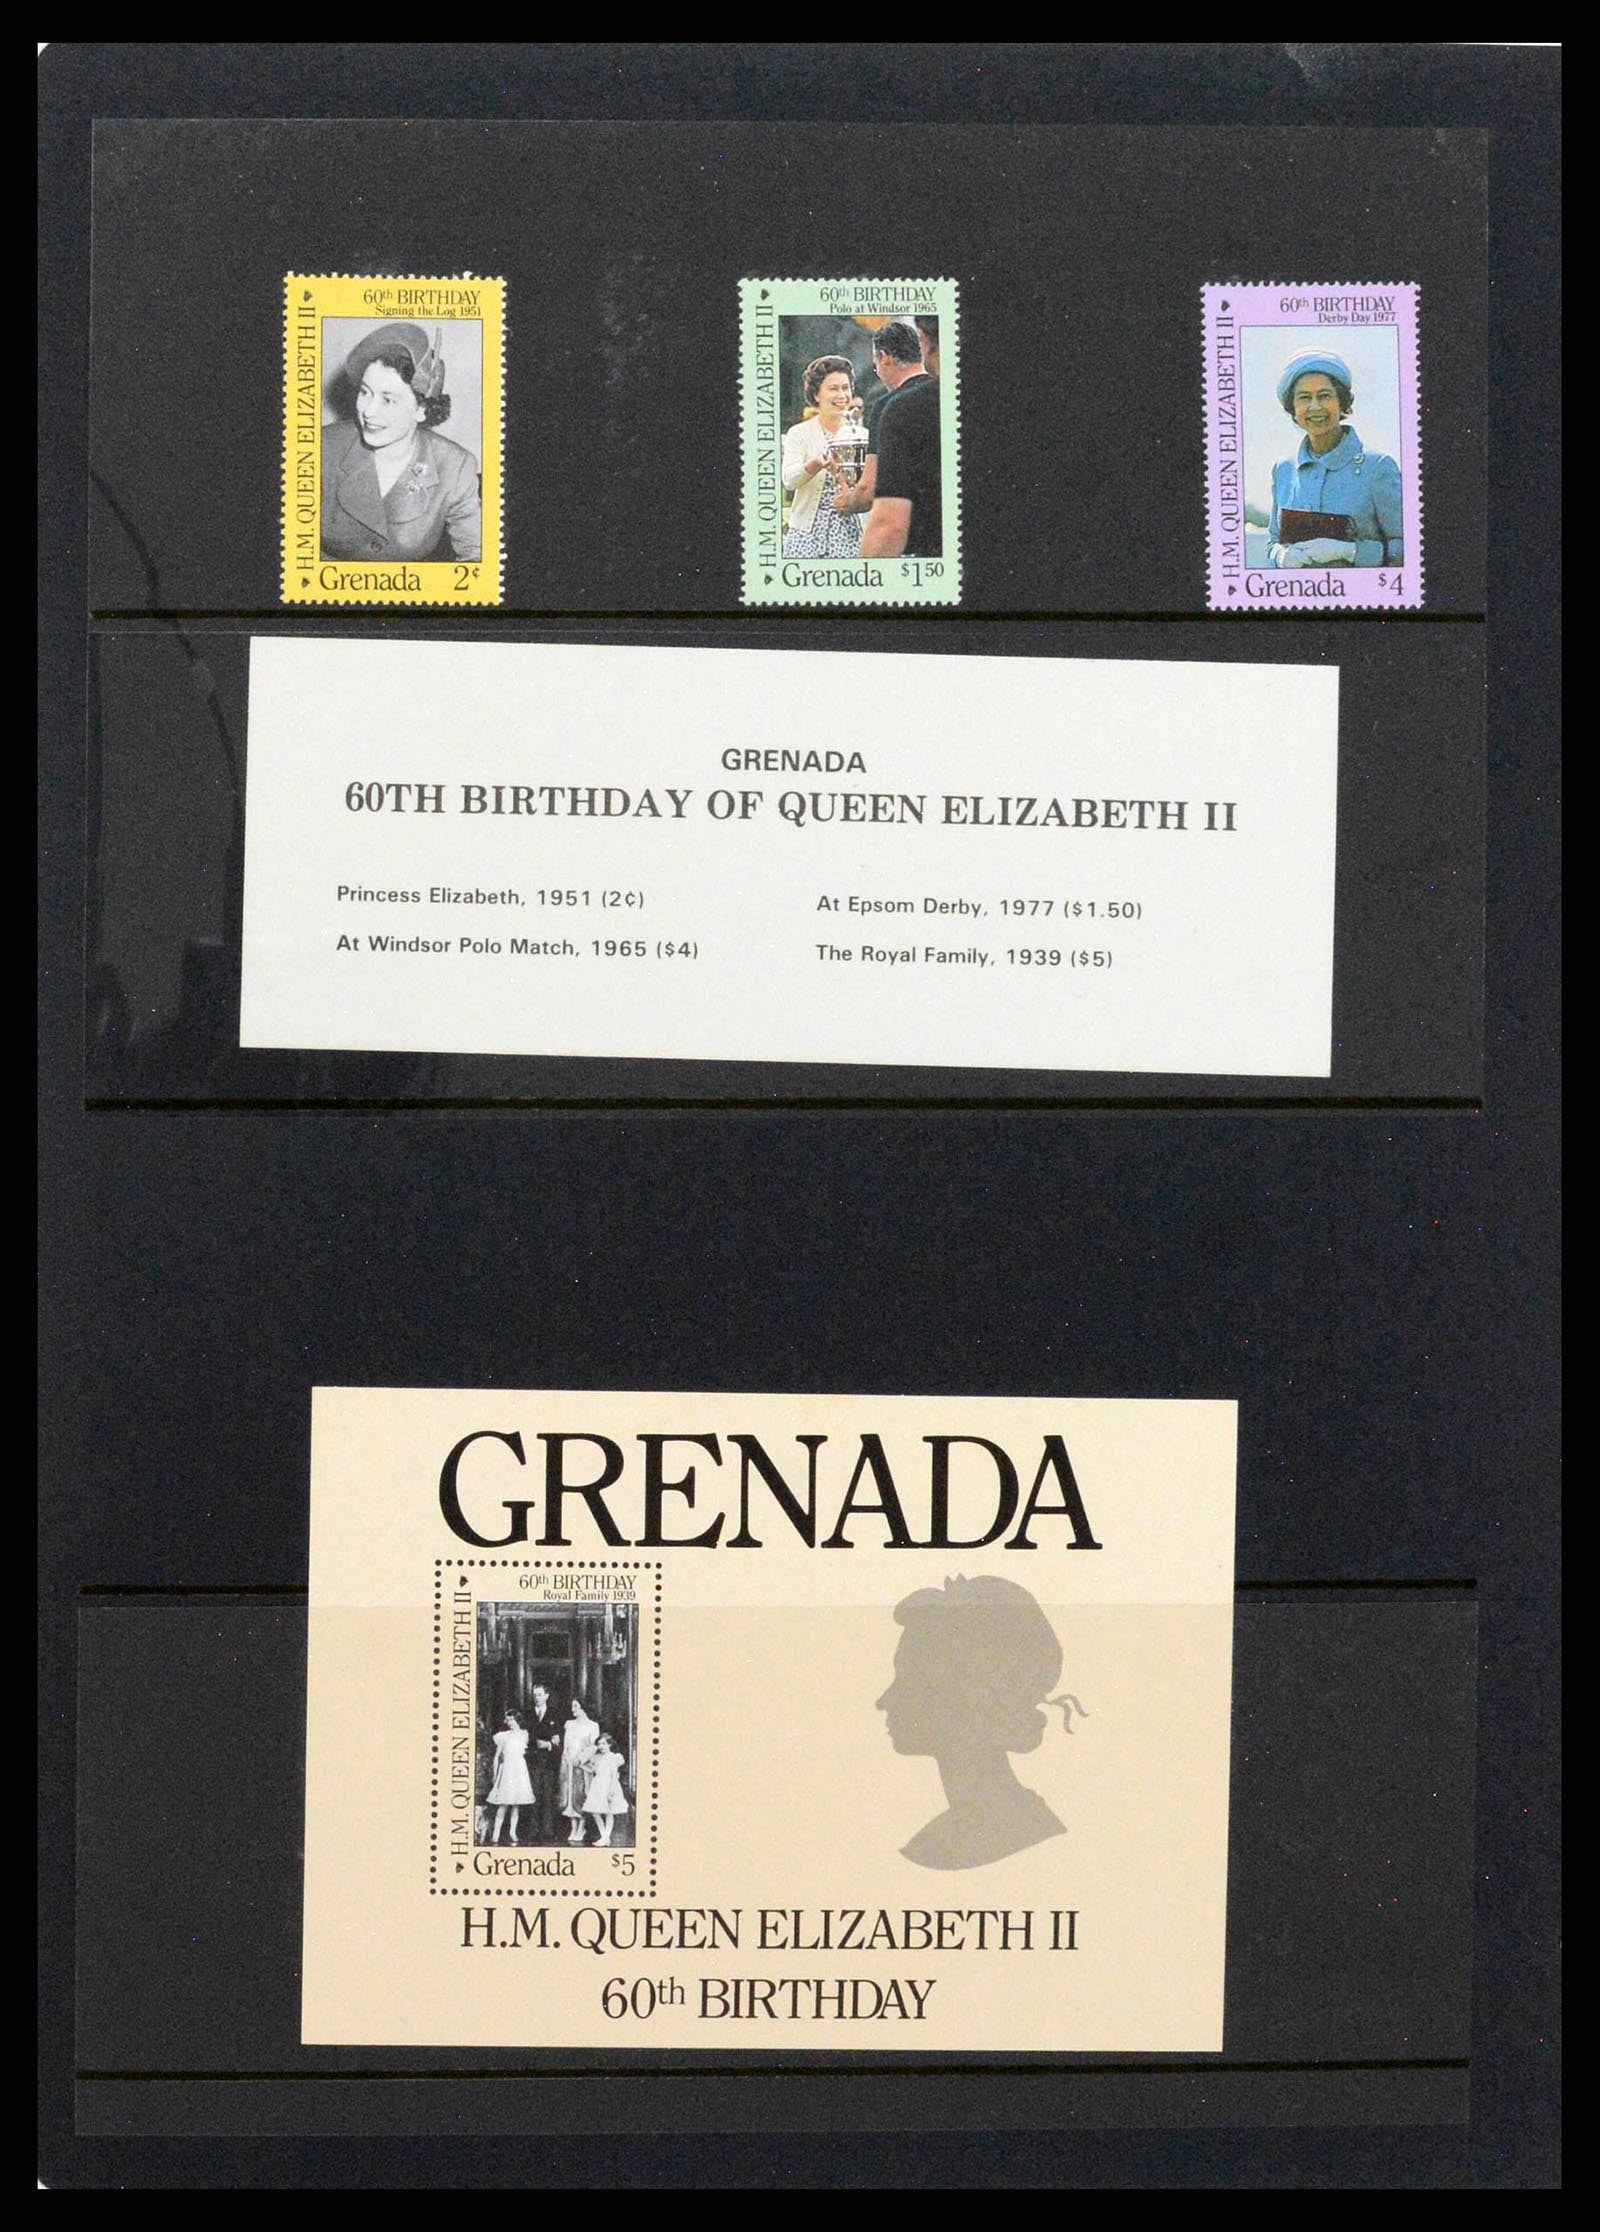 60th BIRTHDAY
Signing the Log 1951
H.M. QUEEN ELIZABETH II
Grenada 2¢
60th BIRTHDAY
Polo at Windsor 1965
H.M. QUEEN ELIZABETH II
Grenada $1.50
60th BIRTHDAY
Derby Day 1977
H.M. QUEEN ELIZABETH II
Grenada $4
GRENADA
60TH BIRTHDAY OF QUEEN ELIZABETH II
Princess Elizabeth, 1951 (2¢)
At Windsor Polo Match, 1965 ($4)
At Epsom Derby, 1977 ($1.50)
The Royal Family, 1939 ($5)
GRENADA
60th BIRTHDAY
Royal Family 1939
H.M. QUEEN ELIZABETH II
Grenada $5
H.M. QUEEN ELIZABETH II
60th BIRTHDAY